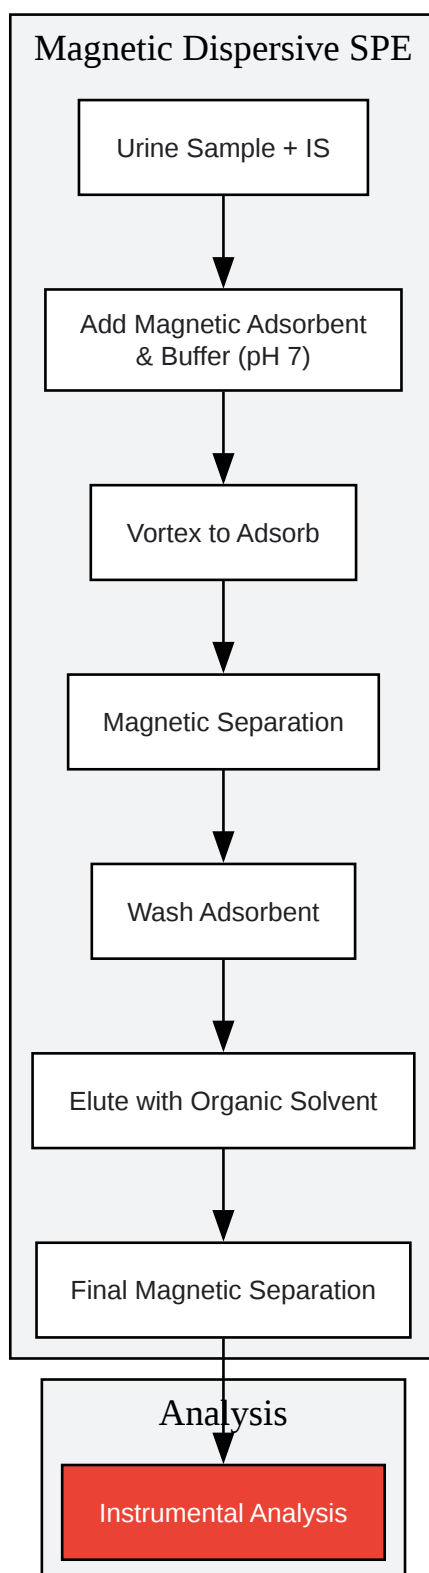 Magnetic Dispersive SPE
Urine Sample + IS
Add Magnetic Adsorbent
& Buffer (pH 7)
Vortex to Adsorb
Magnetic Separation
Wash Adsorbent
Elute with Organic Solvent
Final Magnetic Separation
Analysis
Instrumental Analysis